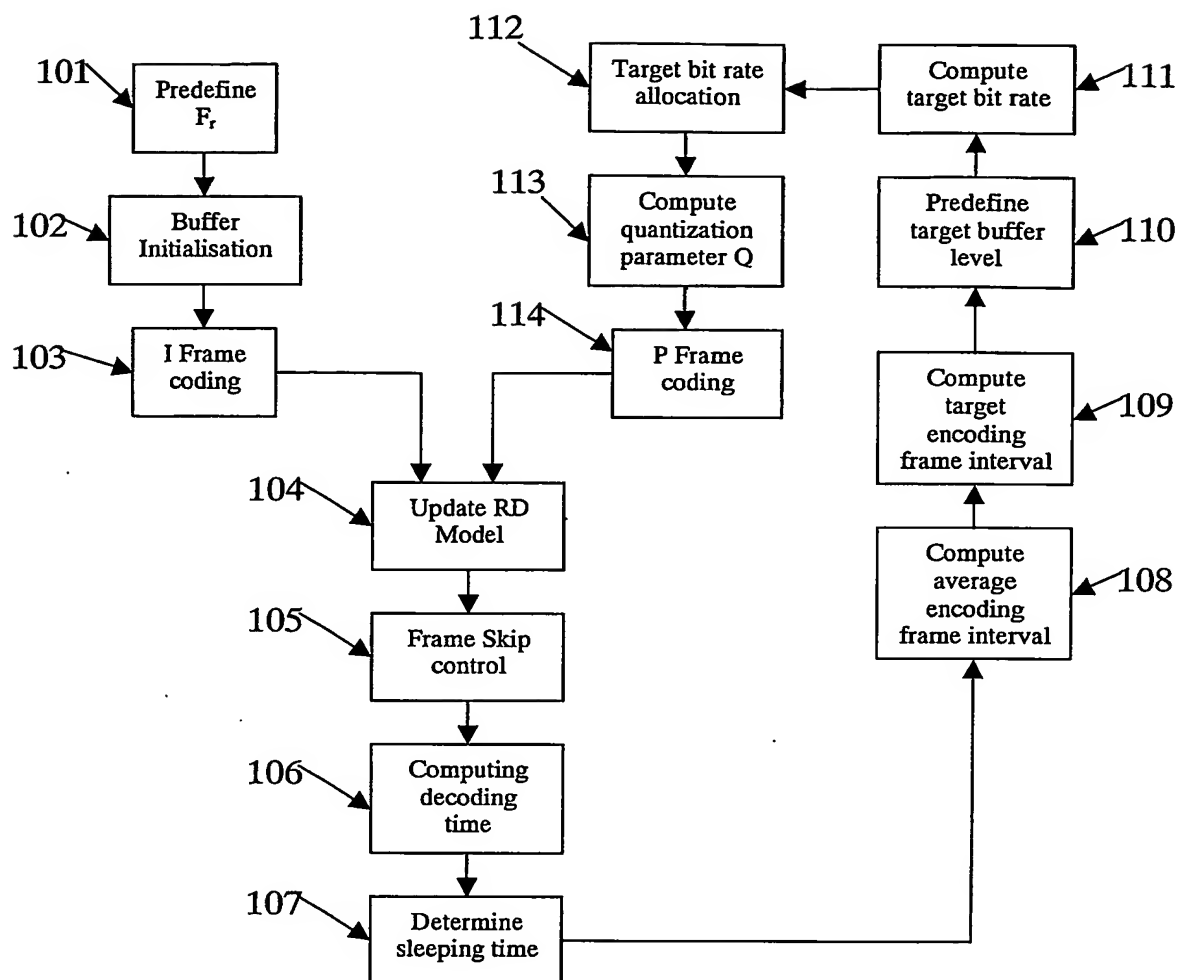 101
Predefine
Fr
102
Buffer
Initialisation
103
I Frame
coding
104
Update RD
Model
105
Frame Skip
control
106
Computing
decoding
time
107
Determine
sleeping time
108
Compute
average
encoding
frame interval
109
Compute
target
encoding
frame interval
110
Predefine
target buffer
level
111
Compute
target bit rate
112
Target bit rate
allocation
113
Compute
quantization
parameter Q
114
P Frame
coding